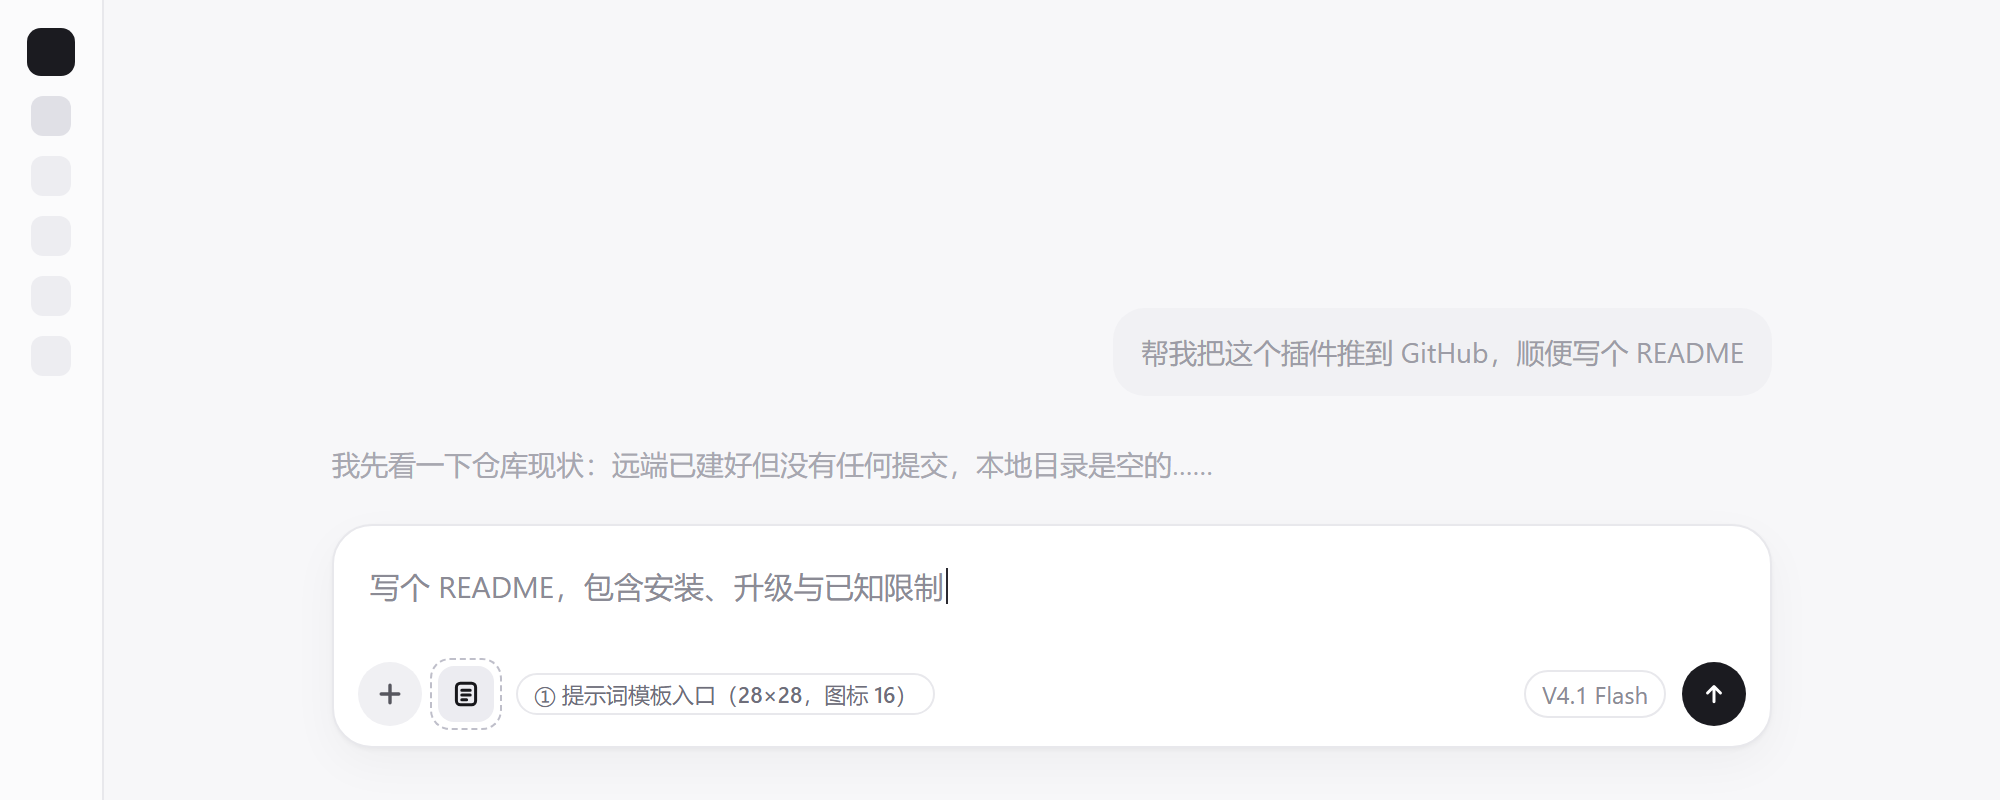 帮我把这个插件推到 GitHub，顺便写个 README
我先看一下仓库现状：远端已建好但没有任何提交，本地目录是空的......
写个 README，包含安装、升级与已知限制
① 提示词模板入口（28×28，图标 16）
V4.1 Flash